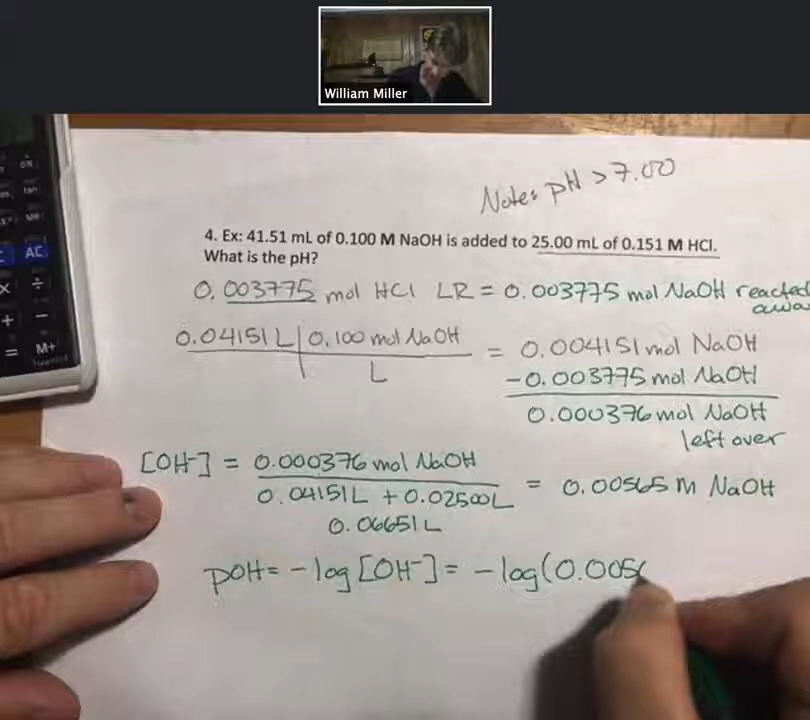 William Miller
Note: pH > 7.00
4. Ex: 41.51 mL of 0.100 M NaOH is added to 25.00 mL of 0.151 M HCl.
What is the pH?
0.003775 mol HCl LR = 0.003775 mol NaOH reacted
away
0.04151 L | 0.100 mol NaOH = 0.004151 mol NaOH
L
-0.003775 mol NaOH
0.000376 mol NaOH
left over
[OH-] = 0.000376 mol NaOH
0.04151 L + 0.02500 L = 0.00565 M NaOH
0.06651 L
pOH = -log[OH-] = -log(0.005
ON
tan
AC
x ÷
+ -
= M+